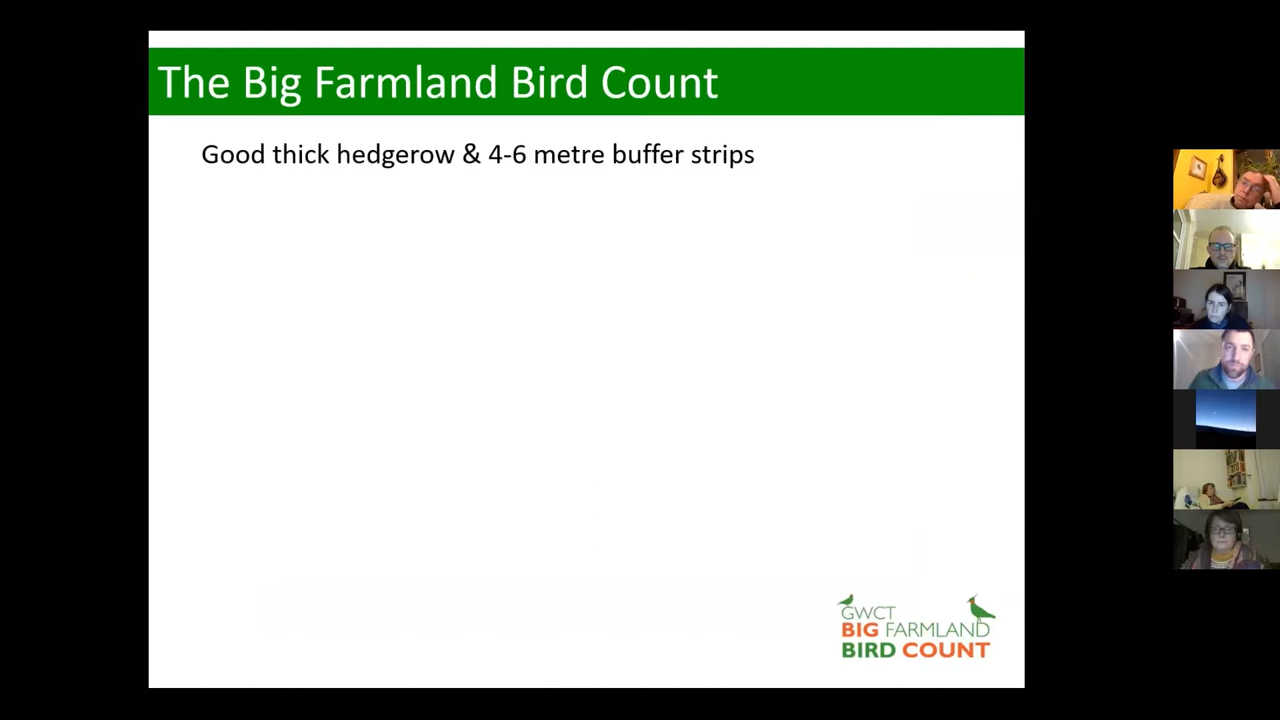 The Big Farmland Bird Count
Good thick hedgerow & 4-6 metre buffer strips
GWCT
BIG FARMLAND
BIRD COUNT